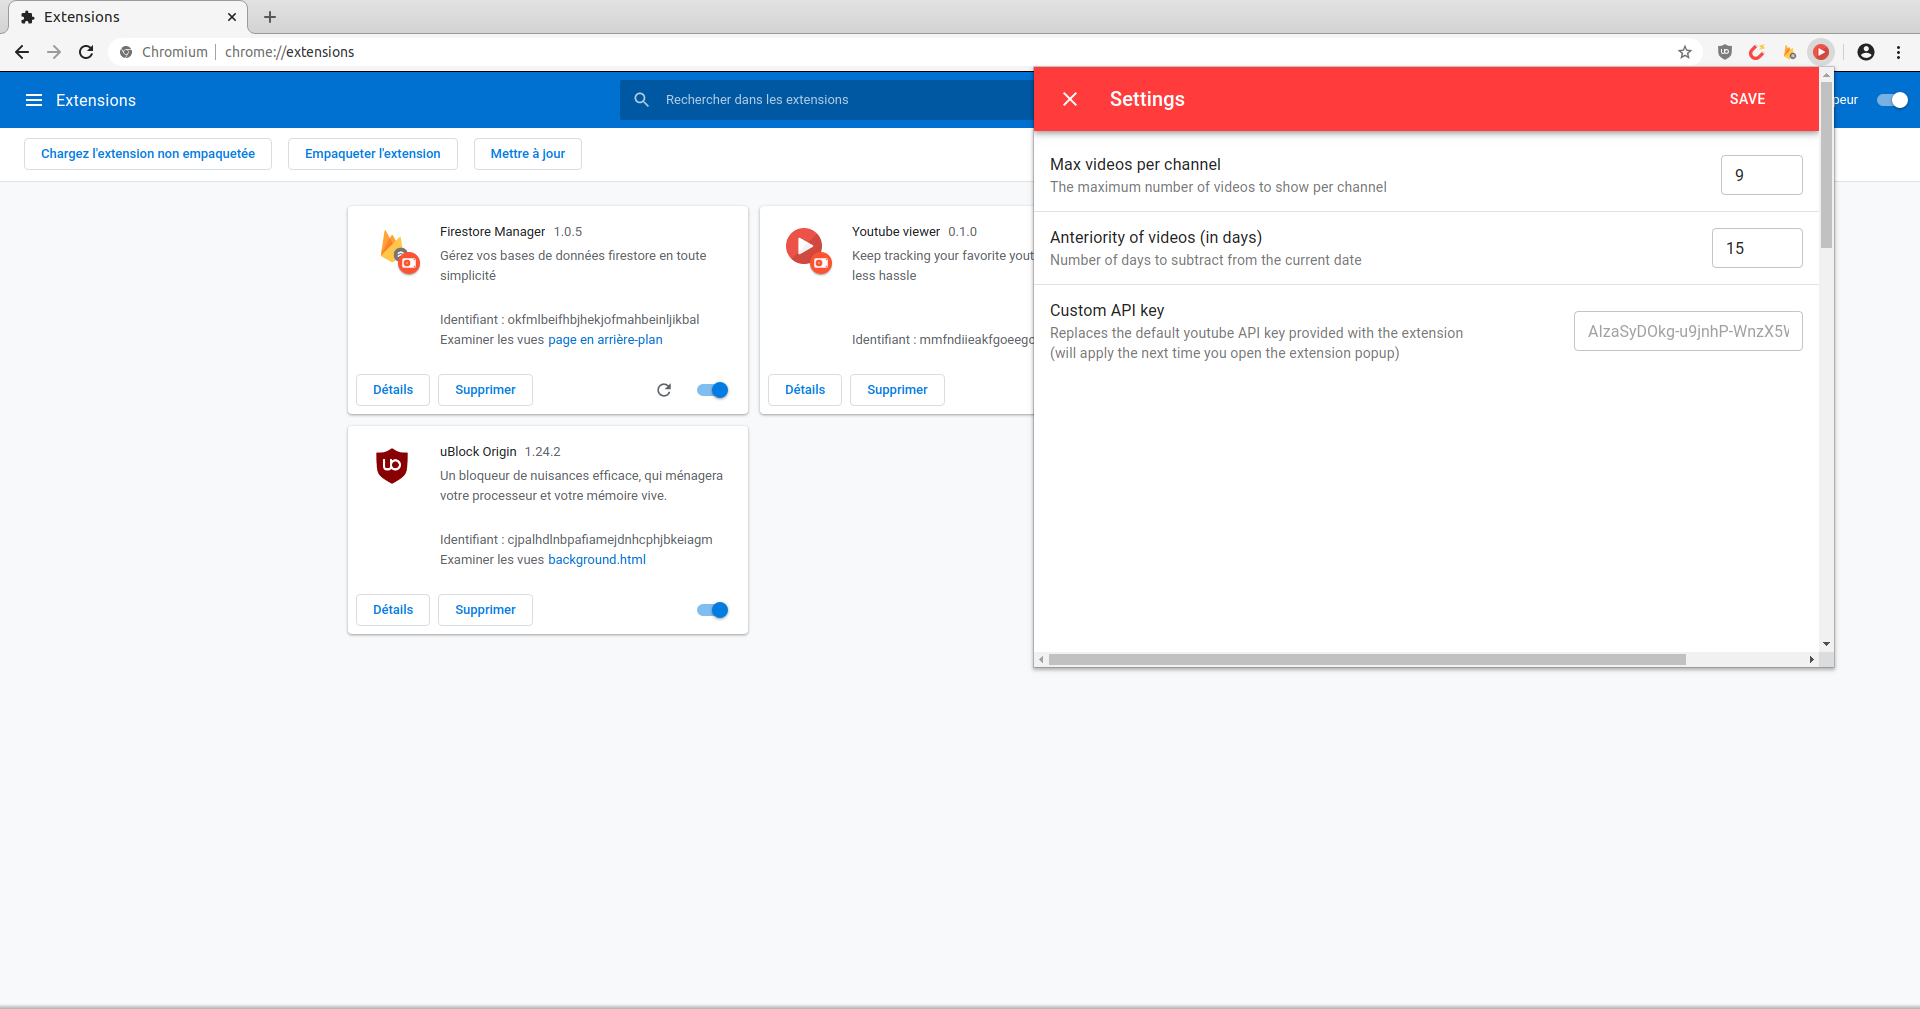 Extensions
Chromium
chrome://extensions
Extensions
Rechercher dans les extensions
Chargez l'extension non empaquetée
Empaqueter l'extension
Mettre à jour
Firestore Manager 1.0.5
Gérez vos bases de données firestore en toute
simplicité
Identifiant : okfmlbeifhbjhekjofmahbeinljikbal
Examiner les vues page en arrière-plan
Détails
Supprimer
Youtube viewer 0.1.0
Keep tracking your favorite
less hassle
Identifiant :
Détails
Supprimer
uBlock Origin 1.24.2
Un bloqueur de nuisances efficace, qui ménagera
votre processeur et votre mémoire vive.
Identifiant : cjpalhdlnbpafiamejdnhcphjbkeiagm
Examiner les vues background.html
Détails
Supprimer
Settings
SAVE
Max videos per channel
The maximum number of videos to show per channel
9
Anteriority of videos (in days)
Number of days to subtract from the current date
15
Custom API key
Replaces the default youtube API key provided with the extension
(will apply the next time you open the extension popup)